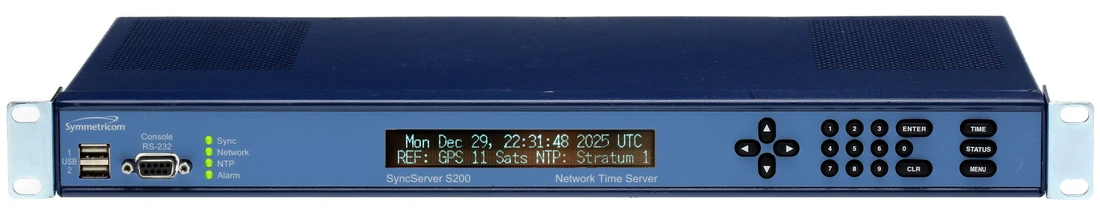 Symmetricom
Console
RS-232
1
USB
2
Sync
Network
NTP
Alarm
Mon Dec 29, 22:31:48 2025 UTC
REF: GPS 11 Sats NTP: Stratum 1
SyncServer S200 Network Time Server
1 2 3 ENTER
4 5 6 0
7 8 9 CLR
TIME
STATUS
MENU